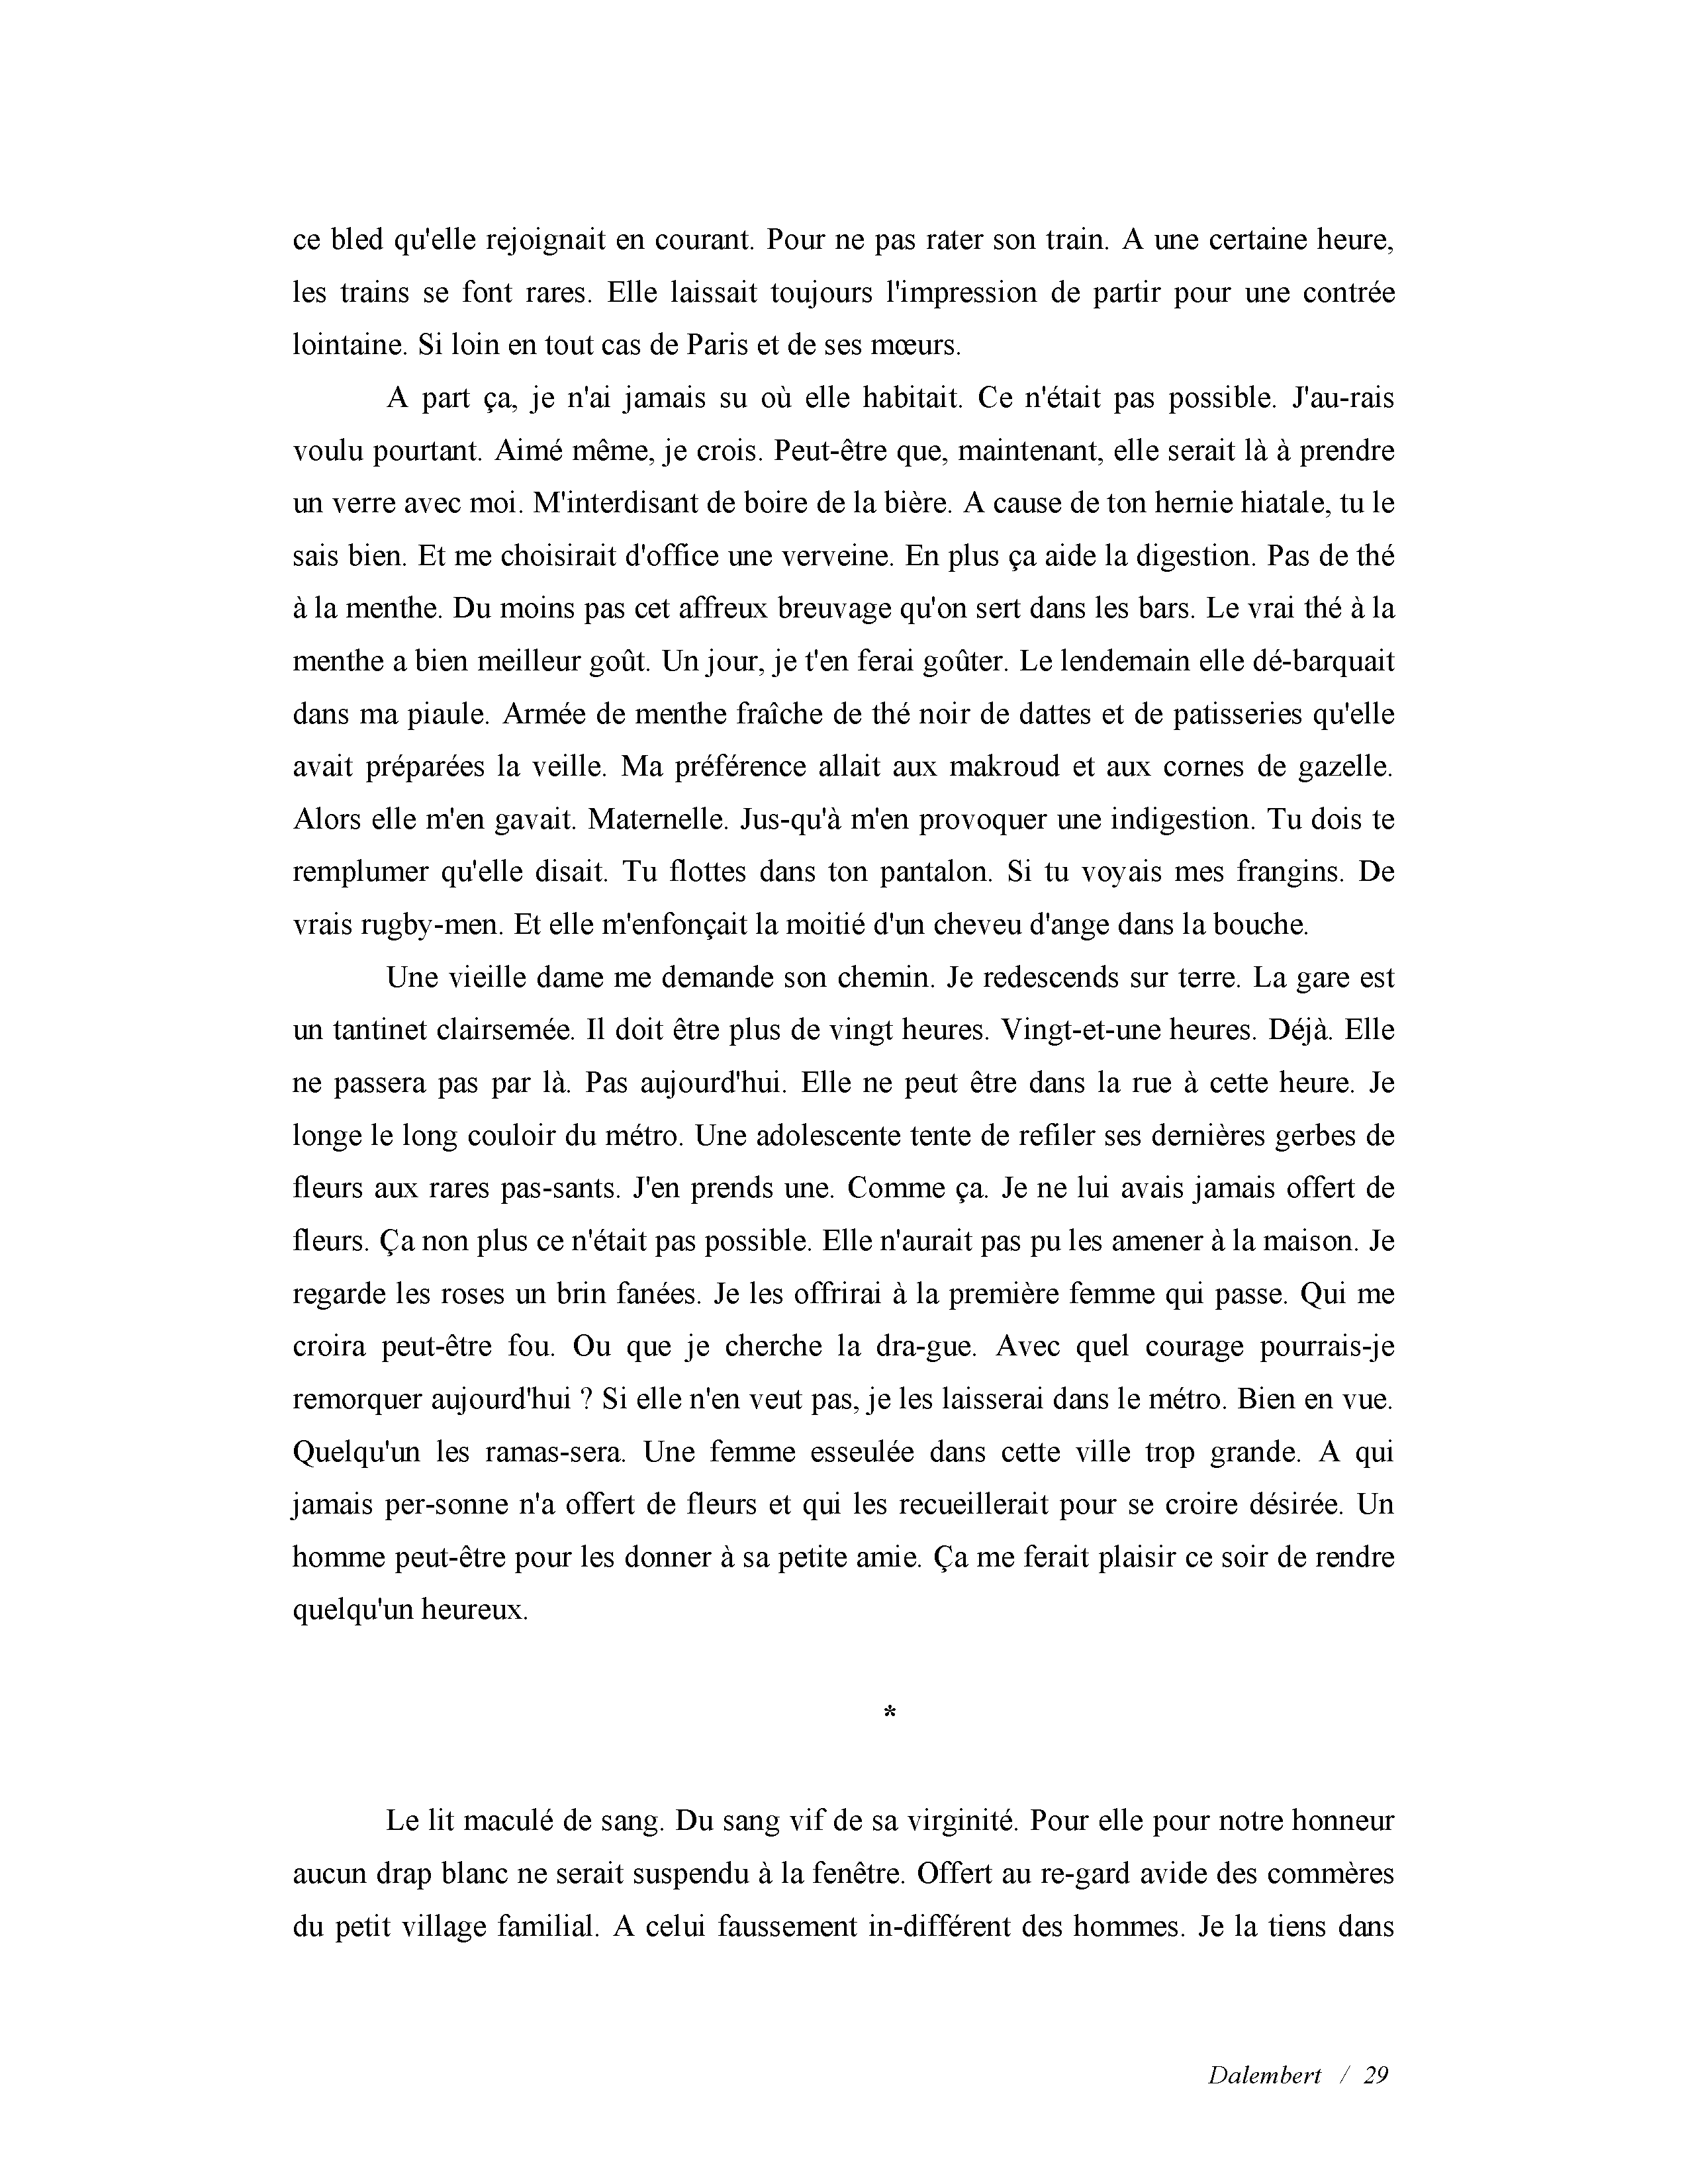 ce bled qu'elle rejoignait en courant. Pour ne pas rater son train. A une certaine heure,
les trains se font rares. Elle laissait toujours l'impression de partir pour une contrée
lointaine. Si loin en tout cas de Paris et de ses mœurs.
A part ça, je n'ai jamais su où elle habitait. Ce n'était pas possible. J'au-rais
voulu pourtant. Aimé même, je crois. Peut-être que, maintenant, elle serait là à prendre
un verre avec moi. M'interdisant de boire de la bière. A cause de ton hernie hiatale, tu le
sais bien. Et me choisirait d'office une verveine. En plus ça aide la digestion. Pas de thé
à la menthe. Du moins pas cet affreux breuvage qu'on sert dans les bars. Le vrai thé à la
menthe a bien meilleur goût. Un jour, je t'en ferai goûter. Le lendemain elle dé-barquait
dans ma piaule. Armée de menthe fraîche de thé noir de dattes et de patisseries qu'elle
avait préparées la veille. Ma préférence allait aux makroud et aux cornes de gazelle.
Alors elle m'en gavait. Maternelle. Jus-qu'à m'en provoquer une indigestion. Tu dois te
remplumer qu'elle disait. Tu flottes dans ton pantalon. Si tu voyais mes frangins. De
vrais rugby-men. Et elle m'enfonçait la moitié d'un cheveu d'ange dans la bouche.
Une vieille dame me demande son chemin. Je redescends sur terre. La gare est
un tantinet clairsemée. Il doit être plus de vingt heures. Vingt-et-une heures. Déjà. Elle
ne passera pas par là. Pas aujourd'hui. Elle ne peut être dans la rue à cette heure. Je
longe le long couloir du métro. Une adolescente tente de refiler ses dernières gerbes de
fleurs aux rares pas-sants. J'en prends une. Comme ça. Je ne lui avais jamais offert de
fleurs. Ça non plus ce n'était pas possible. Elle n'aurait pas pu les amener à la maison. Je
regarde les roses un brin fanées. Je les offrirai à la première femme qui passe. Qui me
croira peut-être fou. Ou que je cherche la dra-gue. Avec quel courage pourrais-je
remorquer aujourd'hui ? Si elle n'en veut pas, je les laisserai dans le métro. Bien en vue.
Quelqu'un les ramas-sera. Une femme esseulée dans cette ville trop grande. A qui
jamais per-sonne n'a offert de fleurs et qui les recueillerait pour se croire désirée. Un
homme peut-être pour les donner à sa petite amie. Ça me ferait plaisir ce soir de rendre
quelqu'un heureux.
*
Le lit maculé de sang. Du sang vif de sa virginité. Pour elle pour notre honneur
aucun drap blanc ne serait suspendu à la fenêtre. Offert au re-gard avide des commères
du petit village familial. A celui faussement in-différent des hommes. Je la tiens dans
Dalembert / 29